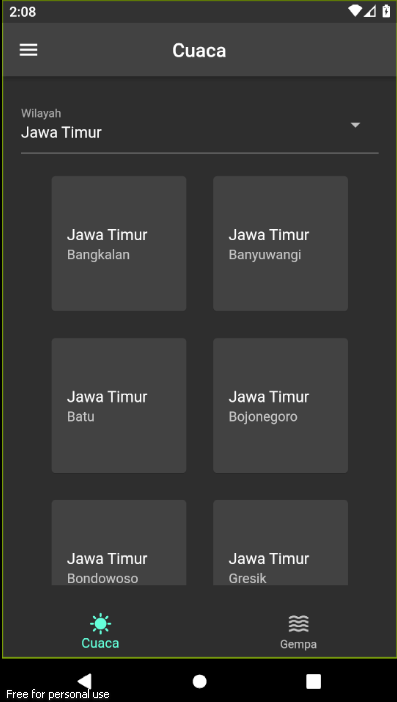 2:08
Cuaca
Wilayah
Jawa Timur
Jawa Timur
Bangkalan
Jawa Timur
Banyuwangi
Jawa Timur
Batu
Jawa Timur
Bojonegoro
Jawa Timur
Bondowoso
Jawa Timur
Gresik
Cuaca
Gempa
Free for personal use